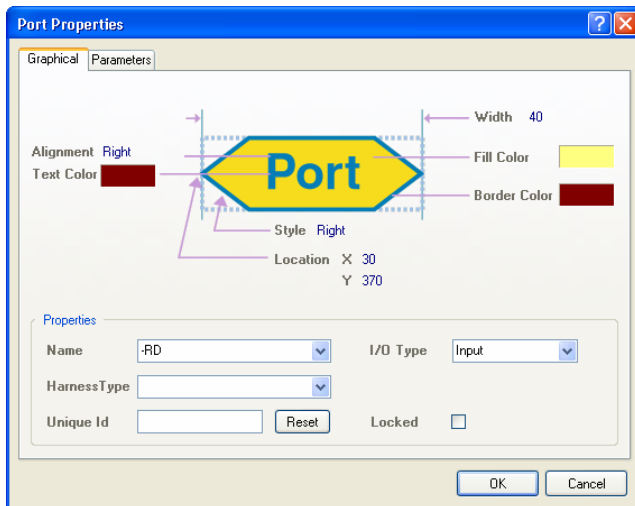 Port Properties
Graphical Parameters
Width 40
Alignment Right
Port
Fill Color
Text Color
Border Color
Style Right
Location X 30
Y 370
Properties
Name -RD I/O Type Input
HarnessType
Unique Id Reset Locked
OK Cancel